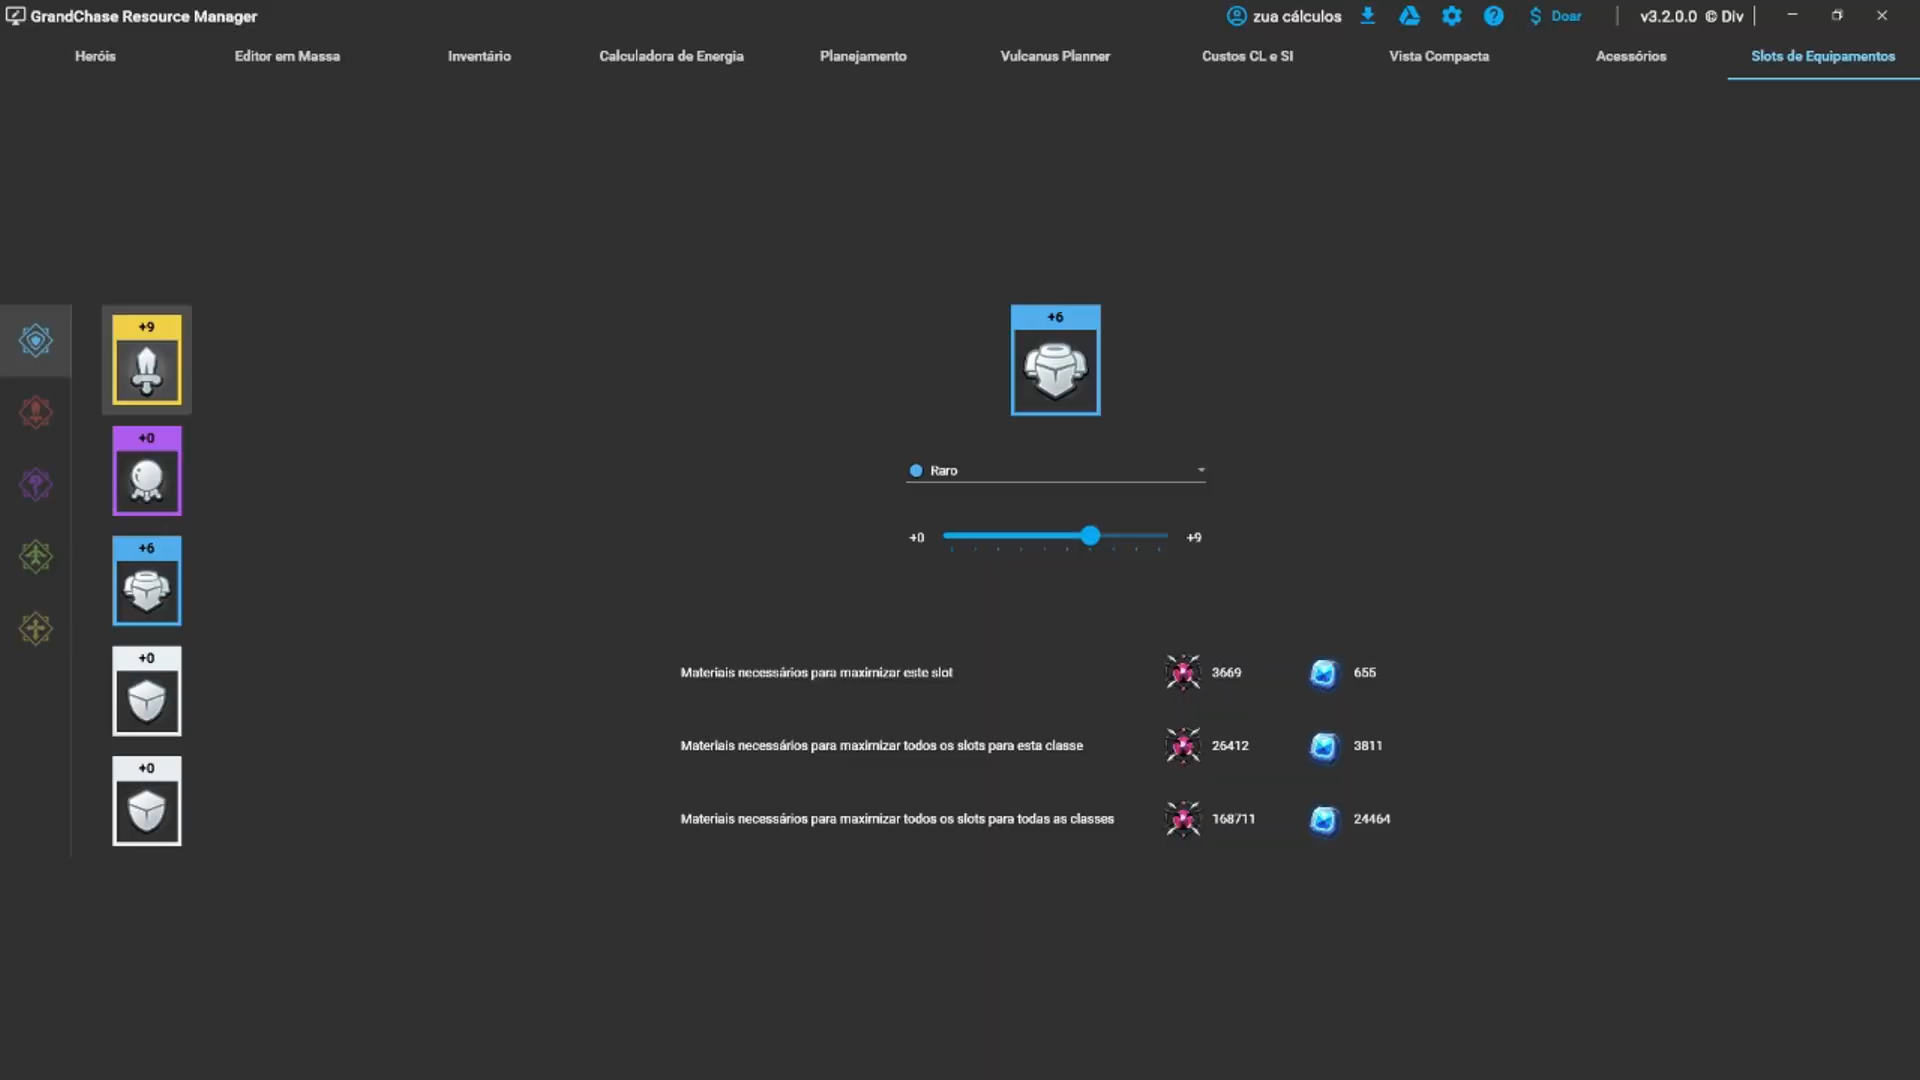 GrandChase Resource Manager
zua cálculos
Doar
v3.2.0.0 © Div
Heróis
Editor em Massa
Inventário
Calculadora de Energia
Planejamento
Vulcanus Planner
Custos CL e SI
Vista Compacta
Acessórios
Slots de Equipamentos
+9
+0
+6
+0
+0
+6
Raro
+0
+9
Materiais necessários para maximizar este slot 3669 655
Materiais necessários para maximizar todos os slots para esta classe 26412 3811
Materiais necessários para maximizar todos os slots para todas as classes 168711 24464